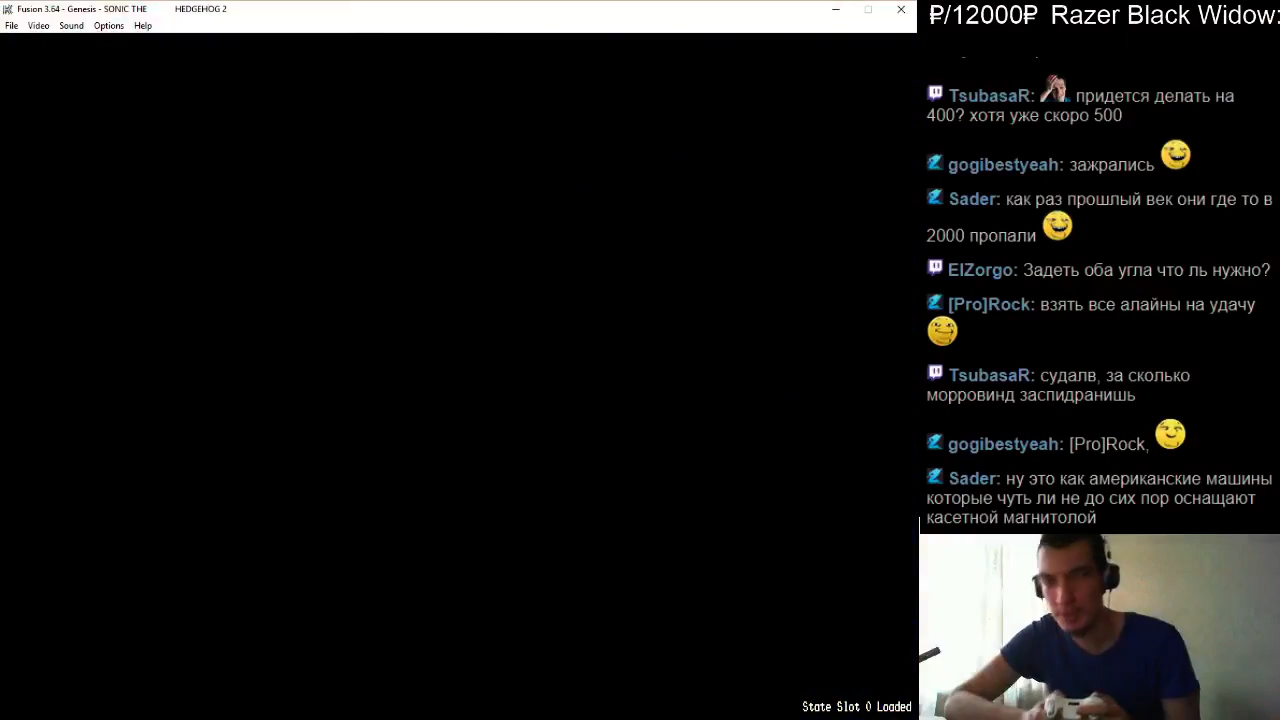 Fusion 3.64 - Genesis - SONIC THE HEDGEHOG 2
File Video Sound Options Help
₽/12000₽ Razer Black Widow:
TsubasaR: придется делать на
400? хотя уже скоро 500
gogibestyeah: зажрались
Sader: как раз прошлый век они где то в
2000 пропали
ElZorgo: Задеть оба угла что ль нужно?
[Pro]Rock: взять все алайны на удачу
TsubasaR: судалв, за сколько
морровинд заспидранишь
gogibestyeah: [Pro]Rock,
Sader: ну это как американские машины
которые чуть ли не до сих пор оснащают
касетной магнитолой
State Slot 0 Loaded